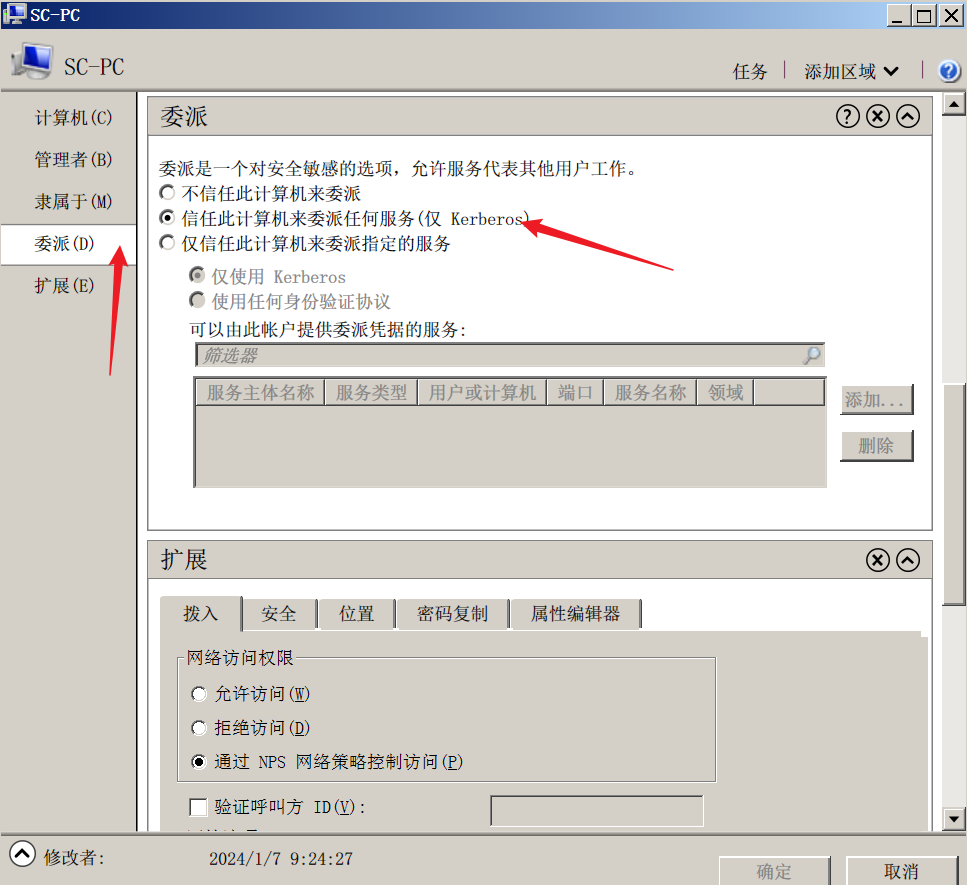 SC-PC
SC-PC
任务
添加区域
计算机(C)
管理者(B)
隶属于(M)
委派(D)
扩展(E)
委派
委派是一个对安全敏感的选项，允许服务代表其他用户工作。
不信任此计算机来委派
信任此计算机来委派任何服务(仅 Kerberos)
仅信任此计算机来委派指定的服务
仅使用 Kerberos
使用任何身份验证协议
可以由此帐户提供委派凭据的服务:
筛选器
服务主体名称 服务类型 用户或计算机 端口 服务名称 领域
添加...
删除
扩展
拨入 安全 位置 密码复制 属性编辑器
网络访问权限
允许访问(W)
拒绝访问(D)
通过 NPS 网络策略控制访问(P)
验证呼叫方 ID(V):
修改者:
2024/1/7 9:24:27
确定
取消